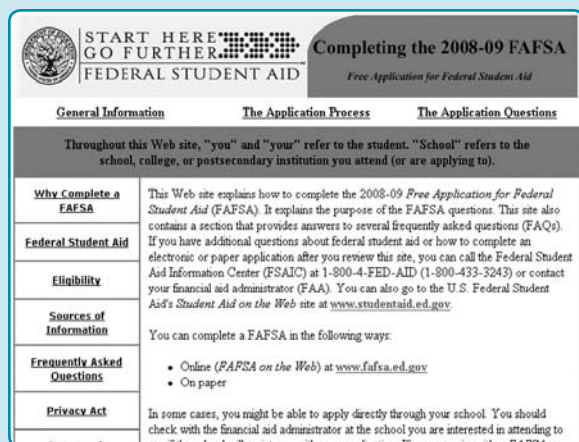 START HERE
GO FURTHER
FEDERAL STUDENT AID
Completing the 2008-09 FAFSA
Free Application for Federal Student Aid
General Information
The Application Process
The Application Questions
Throughout this Web site, "you" and "your" refer to the student. "School" refers to the
school, college, or postsecondary institution you attend (or are applying to).
Why Complete a
FAFSA
Federal Student Aid
Eligibility
Sources of
Information
Frequently Asked
Questions
Privacy Act
This Web site explains how to complete the 2008-09 Free Application for Federal
Student Aid (FAFSA). It explains the purpose of the FAFSA questions. This site also
contains a section that provides answers to several frequently asked questions (FAQs).
If you have additional questions about federal student aid or how to complete an
electronic or paper application after you review this site, you can call the Federal Student
Aid Information Center (FSAIC) at 1-800-4-FED-AID (1-800-433-3243) or contact
your financial aid administrator (FAA). You can also go to the U.S. Federal Student
Aid's Student Aid on the Web site at www.studentaid.ed.gov.
You can complete a FAFSA in the following ways:
• Online (FAFSA on the Web) at www.fafsa.ed.gov
• On paper
In some cases, you might be able to apply directly through your school. You should
check with the financial aid administrator at the school you are interested in attending to